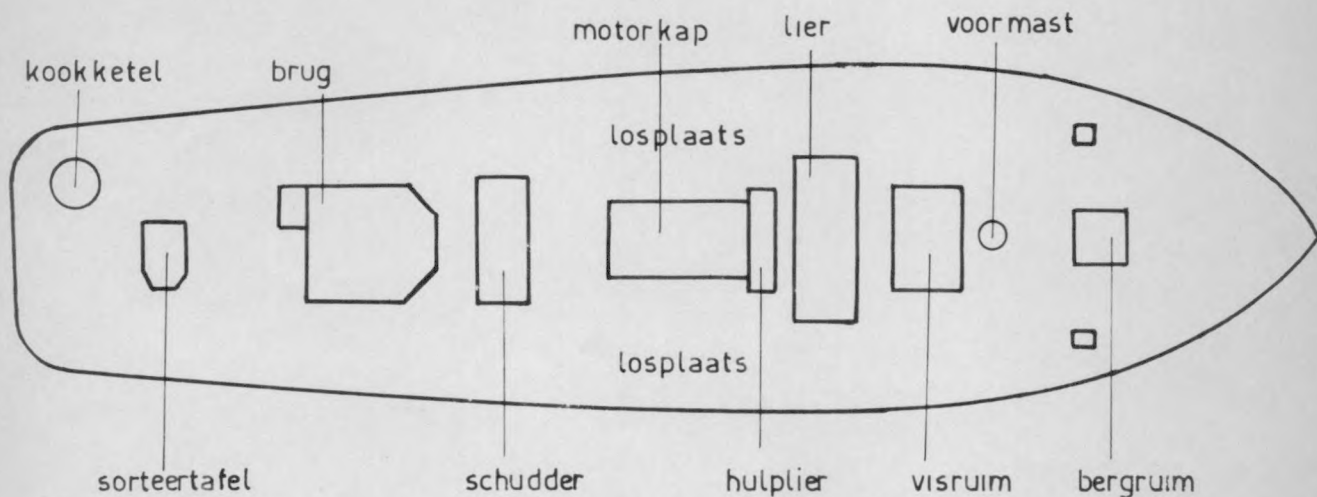 motorkap
lier
voormast
kookketel
brug
losplaats
losplaats
sorteertafel
schudder
hulplier
visruim
bergruim